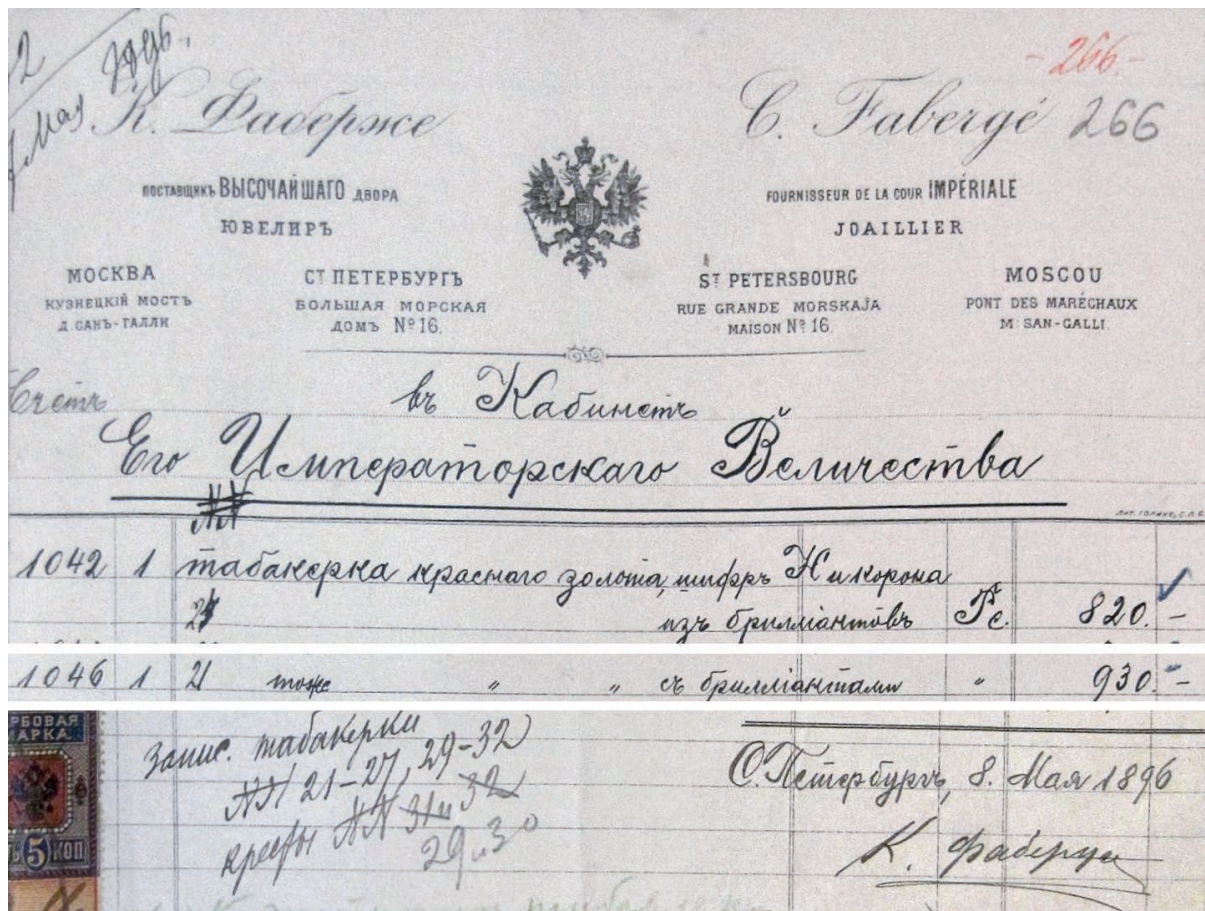 2
Мая 1896.
- 266. -
К. Фаберже
C. Fabergé 266
ПОСТАВЩИКЪ ВЫСОЧАЙШАГО ДВОРА
FOURNISSEUR DE LA COUR IMPÉRIALE
ЮВЕЛИРЪ
JOAILLIER
МОСКВА
КУЗНЕЦКІЙ МОСТЪ
Д. САНЪ-ГАЛЛИ
СТ ПЕТЕРБУРГЪ
БОЛЬШАЯ МОРСКАЯ
ДОМЪ № 16.
ST PETERSBOURG
RUE GRANDE MORSKAJA
MAISON № 16.
MOSCOU
PONT DES MARÉCHAUX
M: SAN-GALLI.
Счетъ въ Кабинетъ
Его Императорскаго Величества
№№
1042 1 табакерка краснаго золота, шифръ Н и корона
изъ брилліантовъ Рс. 820. -
1046 1 21 тоже " " съ брилліантами " 930. -
РБОВАЯ
АРКА.
5 КОП
запис. табакерки
№№ 21-27, 29-32
кресты №№ 31 и 32
29 и 30
С. Петербургъ, 8. Мая 1896
К. Фаберже